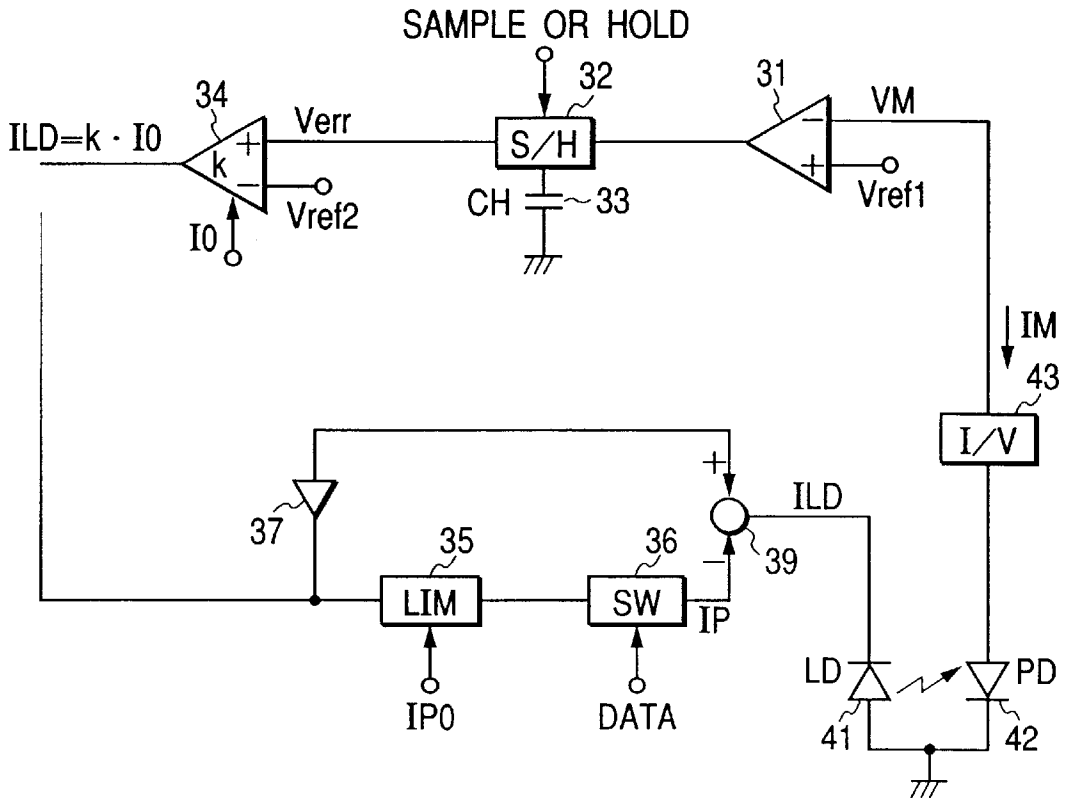 SAMPLE OR HOLD
34
32
31
VM
ILD=k · I0
Verr
+
k
−
S/H
−
+
Vref2
CH
33
Vref1
I0
IM
43
I/V
+
37
ILD
35
36
39
−
LIM
SW
IP
LD
PD
IP0
DATA
41
42